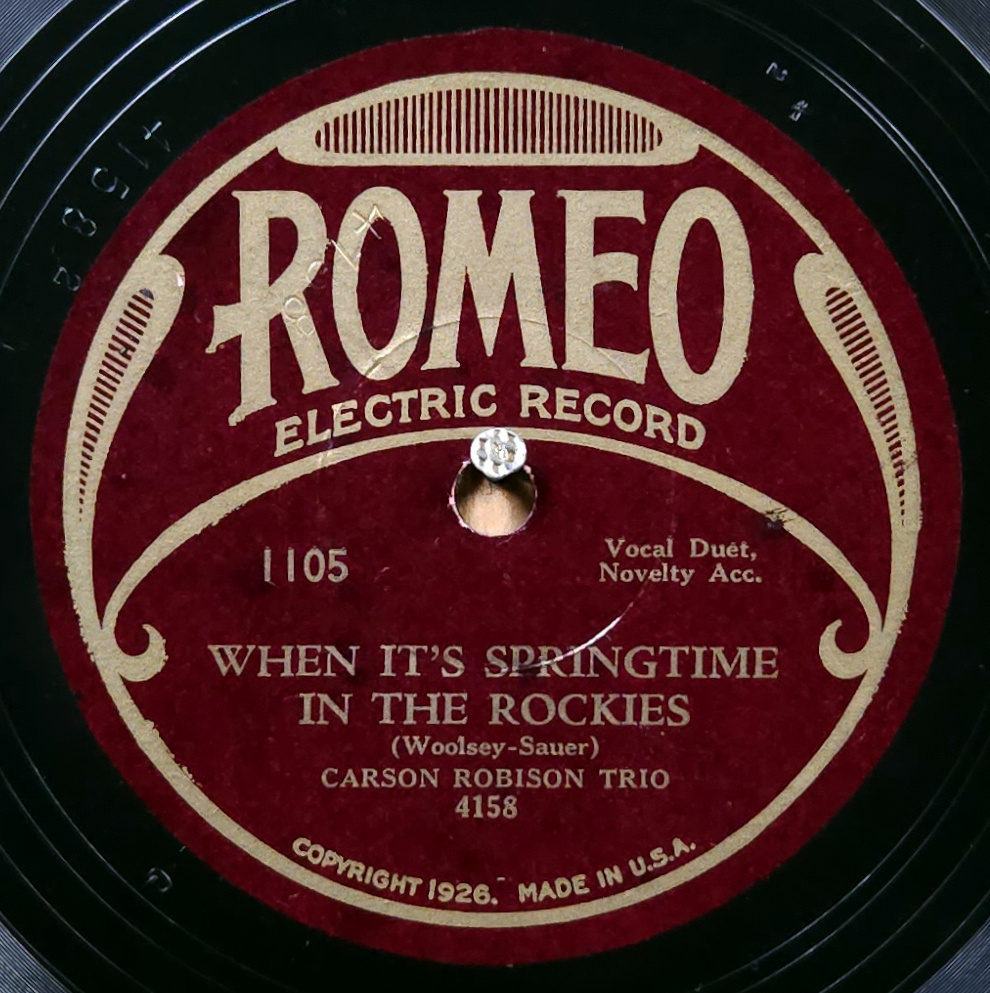 ROMEO
ELECTRIC RECORD
1105
Vocal Duet,
Novelty Acc.
WHEN IT'S SPRINGTIME
IN THE ROCKIES
(Woolsey-Sauer)
CARSON ROBISON TRIO
4158
COPYRIGHT 1926. MADE IN U.S.A.